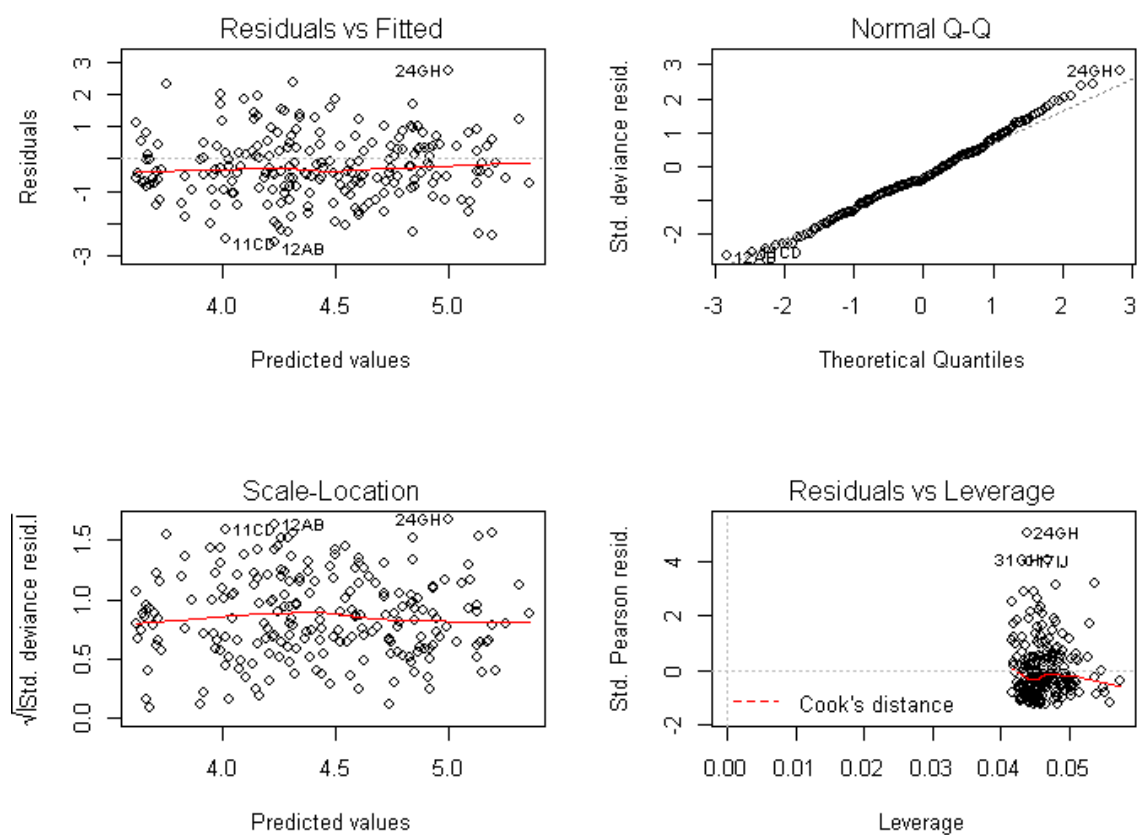 Residuals vs Fitted
Residuals
3
1
-1
-3
24GH
11CD
12AB
4.0 4.5 5.0
Predicted values
Normal Q-Q
Std. deviance resid.
3
2
1
0
-2
24GH
12AB
-3 -2 -1 0 1 2 3
Theoretical Quantiles
Scale-Location
√|Std. deviance resid.|
1.5
1.0
0.5
0.0
11CD
12AB
24GH
4.0 4.5 5.0
Predicted values
Residuals vs Leverage
Std. Pearson resid.
4
2
0
-2
24GH
Cook's distance
0.00 0.01 0.02 0.03 0.04 0.05
Leverage